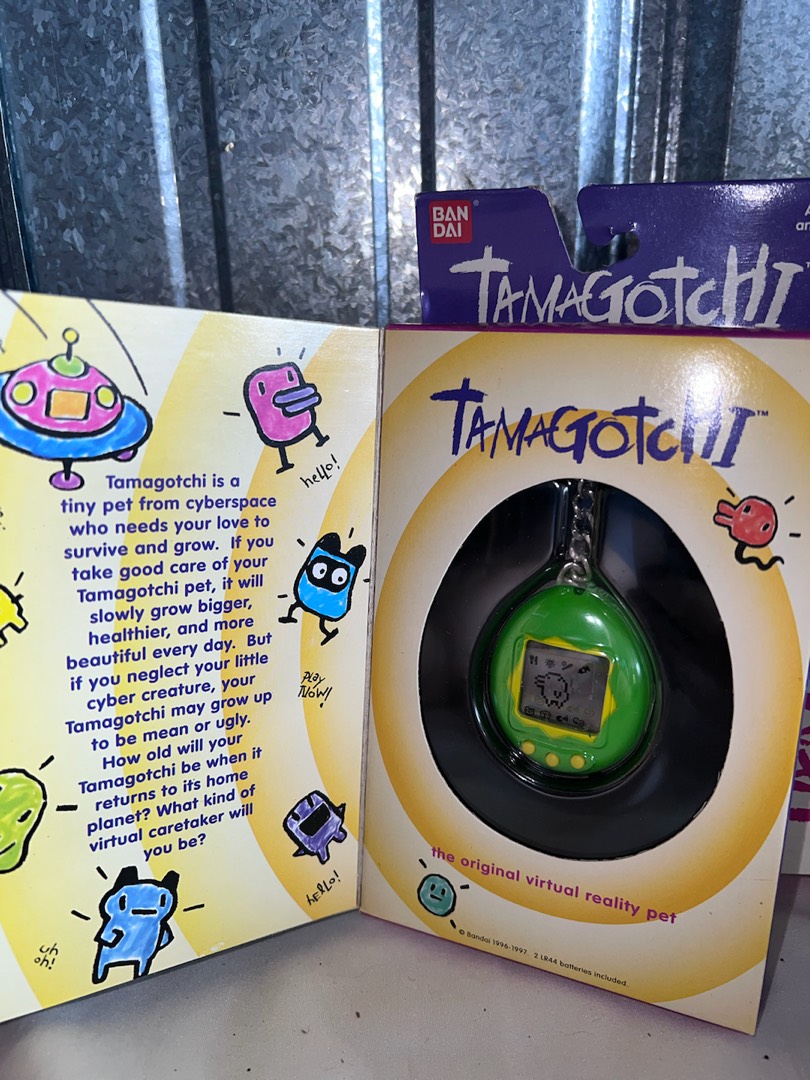 BAN
DAI
TAMAGOTCHI
TM
an
TAMAGOTCHI™
hello!
Tamagotchi is a
tiny pet from cyberspace
who needs your love to
survive and grow. If you
take good care of your
Tamagotchi pet, it will
slowly grow bigger,
healthier, and more
beautiful every day. But
if you neglect your little
cyber creature, your
Tamagotchi may grow up
to be mean or ugly.
How old will your
Tamagotchi be when it
returns to its home
planet? What kind of
virtual caretaker will
you be?
Play
Now!
hello!
uh
oh!
the original virtual reality pet
© Bandai 1996-1997 2 LR44 batteries included.